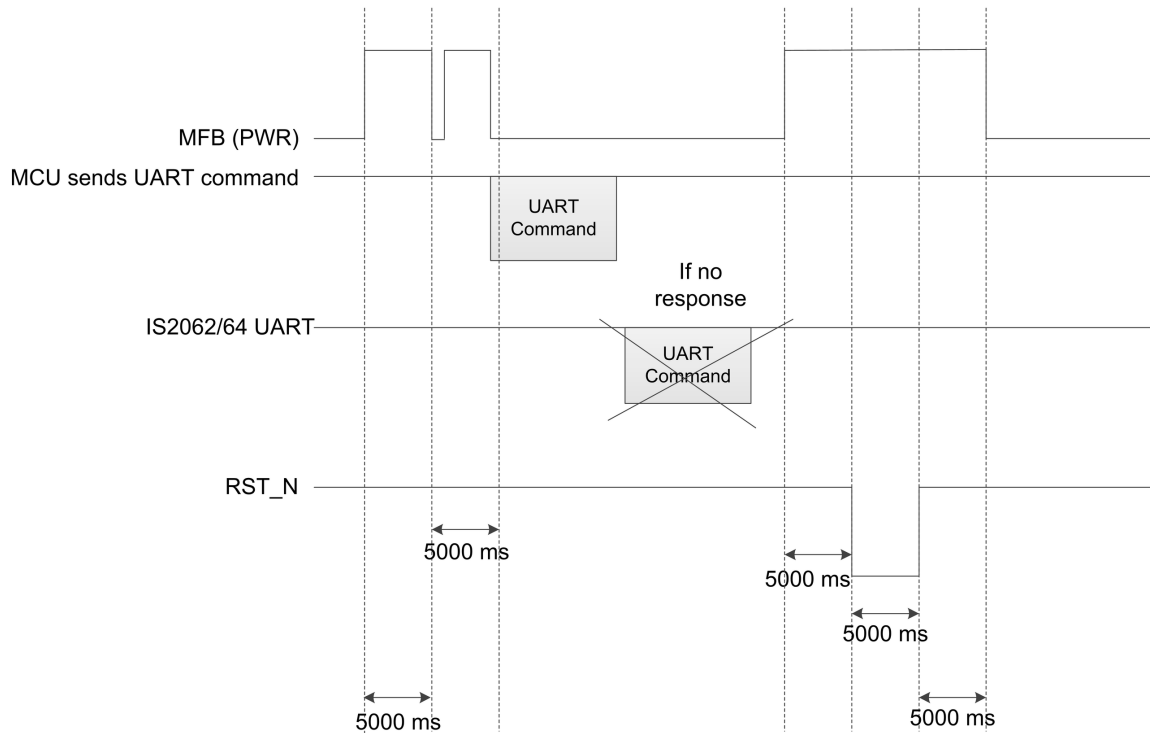 MFB (PWR)
MCU sends UART command
UART
Command
If no
response
IS2062/64 UART
UART
Command
RST_N
5000 ms
5000 ms
5000 ms
5000 ms
5000 ms